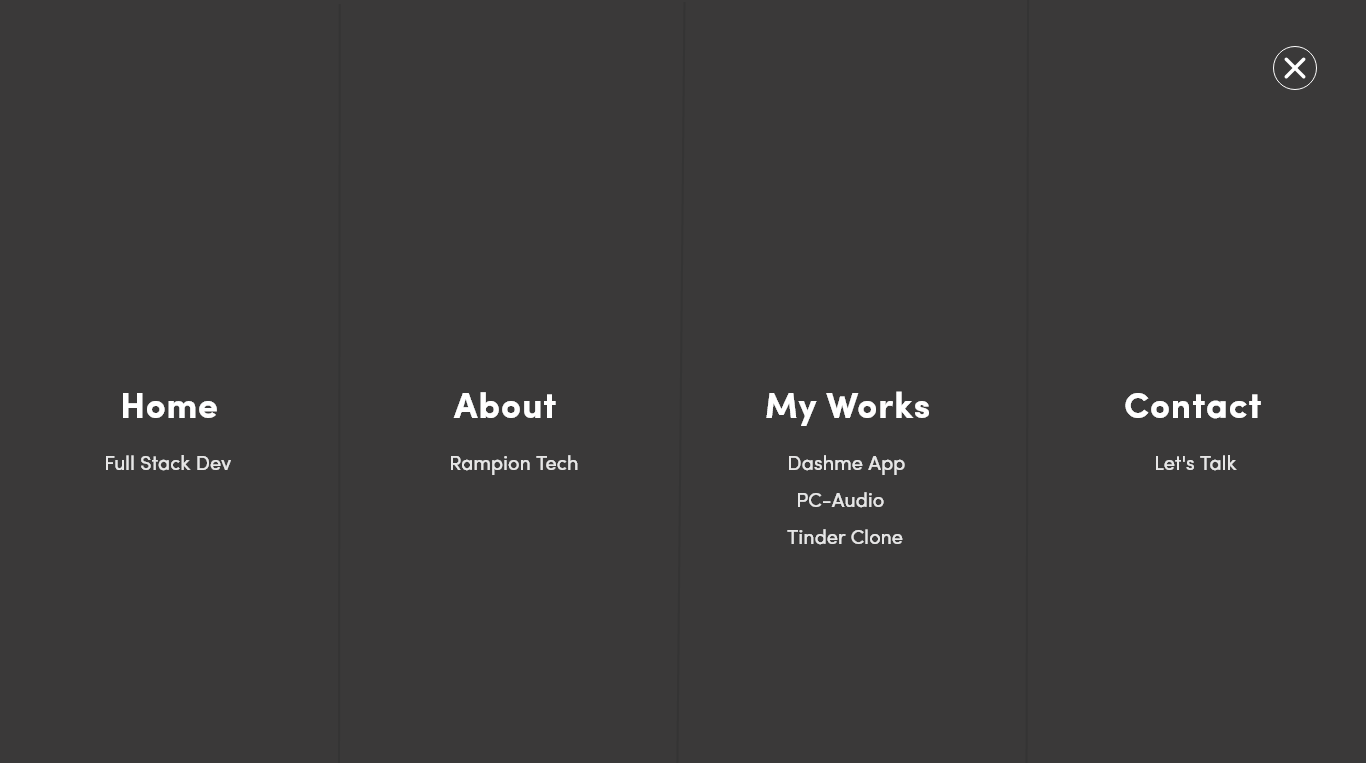 Home
Full Stack Dev
About
Rampion Tech
My Works
Dashme App
PC-Audio
Tinder Clone
Contact
Let's Talk